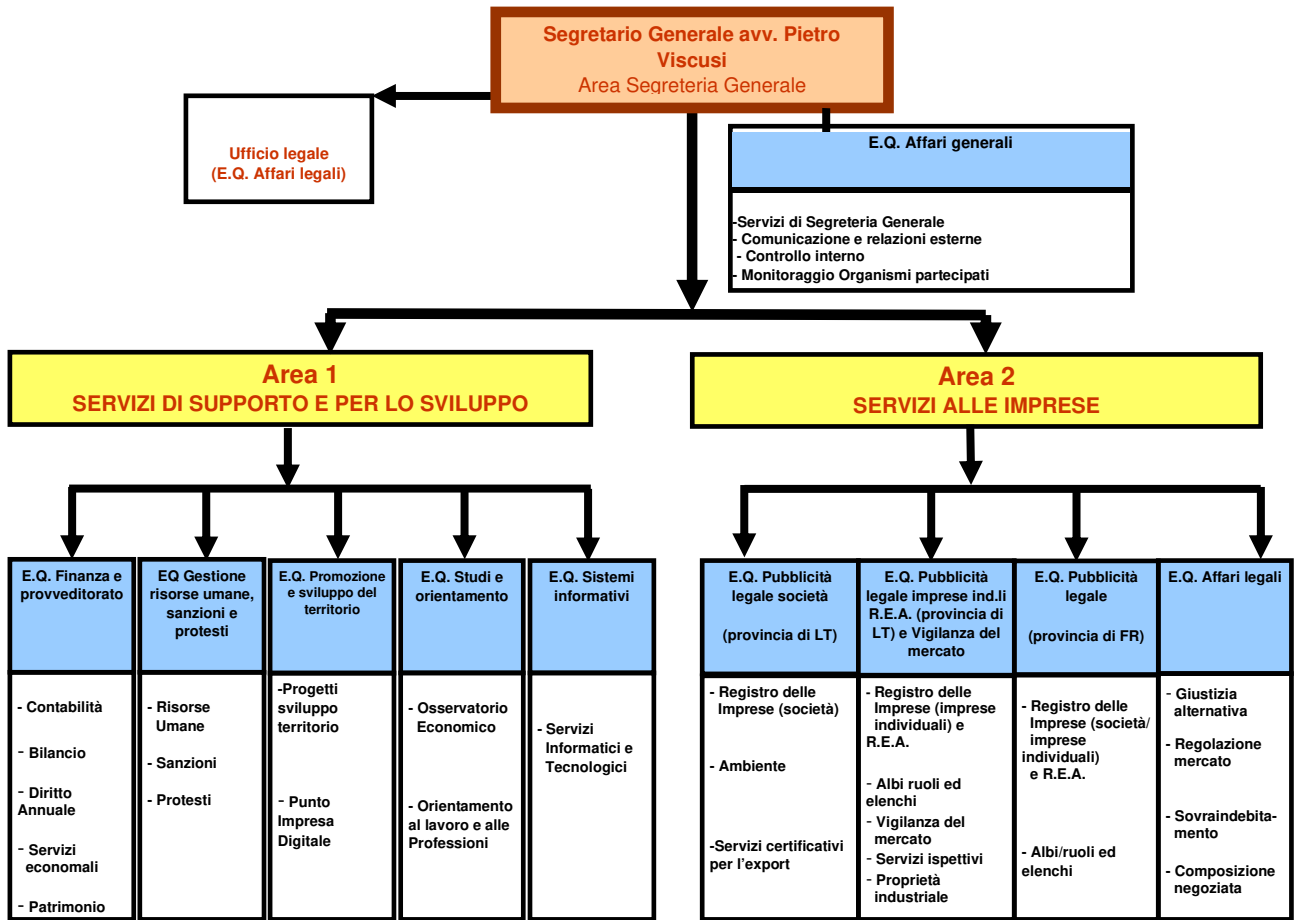 Segretario Generale avv. Pietro
Viscusi
Area Segreteria Generale
Ufficio legale
(E.Q. Affari legali)
E.Q. Affari generali
-Servizi di Segreteria Generale
- Comunicazione e relazioni esterne
- Controllo interno
- Monitoraggio Organismi partecipati
Area 1
SERVIZI DI SUPPORTO E PER LO SVILUPPO
Area 2
SERVIZI ALLE IMPRESE
E.Q. Finanza e
provveditorato
- Contabilità
- Bilancio
- Diritto
Annuale
- Servizi
economali
- Patrimonio
EQ Gestione
risorse umane,
sanzioni e
protesti
- Risorse
Umane
- Sanzioni
- Protesti
E.Q. Promozione
e sviluppo del
territorio
-Progetti
sviluppo
territorio
- Punto
Impresa
Digitale
E.Q. Studi e
orientamento
- Osservatorio
Economico
- Orientamento
al lavoro e alle
Professioni
E.Q. Sistemi
informativi
- Servizi
Informatici e
Tecnologici
E.Q. Pubblicità
legale società
(provincia di LT)
- Registro delle
Imprese (società)
- Ambiente
-Servizi certificativi
per l'export
E.Q. Pubblicità
legale imprese ind.li
R.E.A. (provincia di
LT) e Vigilanza del
mercato
- Registro delle
Imprese (imprese
individuali) e
R.E.A.
- Albi ruoli ed
elenchi
- Vigilanza del
mercato
- Servizi ispettivi
- Proprietà
industriale
E.Q. Pubblicità
legale
(provincia di FR)
- Registro delle
Imprese (società/
imprese
individuali)
e R.E.A.
- Albi/ruoli ed
elenchi
E.Q. Affari legali
- Giustizia
alternativa
- Regolazione
mercato
- Sovraindebita-
mento
- Composizione
negoziata